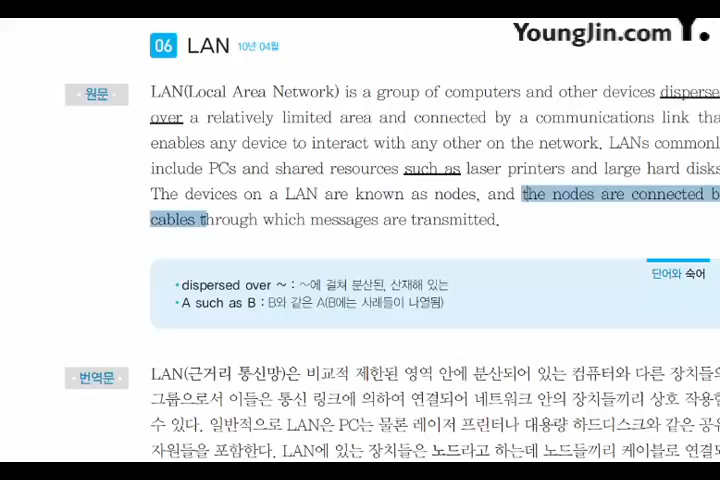 YoungJin.com Y.
06 LAN 10년 04월
원문
LAN(Local Area Network) is a group of computers and other devices disperse
over a relatively limited area and connected by a communications link tha
enables any device to interact with any other on the network. LANs commonl
include PCs and shared resources such as laser printers and large hard disks
The devices on a LAN are known as nodes, and the nodes are connected b
cables through which messages are transmitted.
단어와 숙어
• dispersed over ~ : ~에 걸쳐 분산된, 산재해 있는
• A such as B : B와 같은 A(B에는 사례들이 나열됨)
번역문
LAN(근거리 통신망)은 비교적 제한된 영역 안에 분산되어 있는 컴퓨터와 다른 장치들의
그룹으로서 이들은 통신 링크에 의하여 연결되어 네트워크 안의 장치들끼리 상호 작용할
수 있다. 일반적으로 LAN은 PC는 물론 레이저 프린터나 대용량 하드디스크와 같은 공유
자원들을 포함한다. LAN에 있는 장치들은 노드라고 하는데 노드들끼리 케이블로 연결되